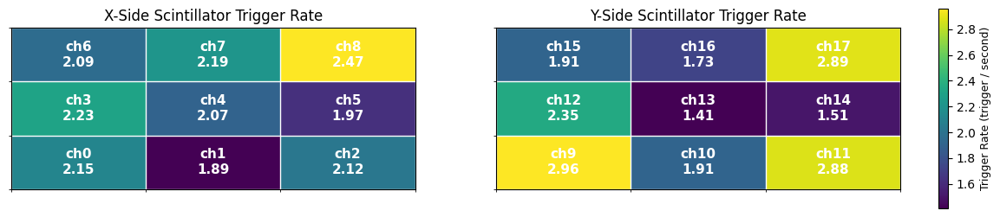 X-Side Scintillator Trigger Rate
ch6
2.09
ch7
2.19
ch8
2.47
ch3
2.23
ch4
2.07
ch5
1.97
ch0
2.15
ch1
1.89
ch2
2.12
Y-Side Scintillator Trigger Rate
ch15
1.91
ch16
1.73
ch17
2.89
ch12
2.35
ch13
1.41
ch14
1.51
ch9
2.96
ch10
1.91
ch11
2.88
2.8
2.6
2.4
2.2
2.0
1.8
1.6
Trigger Rate (trigger / second)